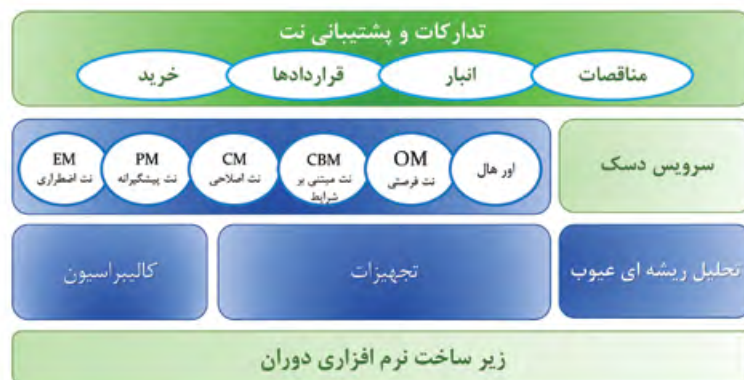 تدارکات و پشتیبانی نت
مناقصات
انبار
قراردادها
خرید
سرویس دسک
اور هال
OM
نت فرصتی
CBM
نت مبتنی بر
شرایط
CM
نت اصلاحی
PM
نت پیشگیرانه
EM
نت اضطراری
تحلیل ریشه ای عیوب
تجهیزات
کالیبراسیون
زیر ساخت نرم افزاری دوران